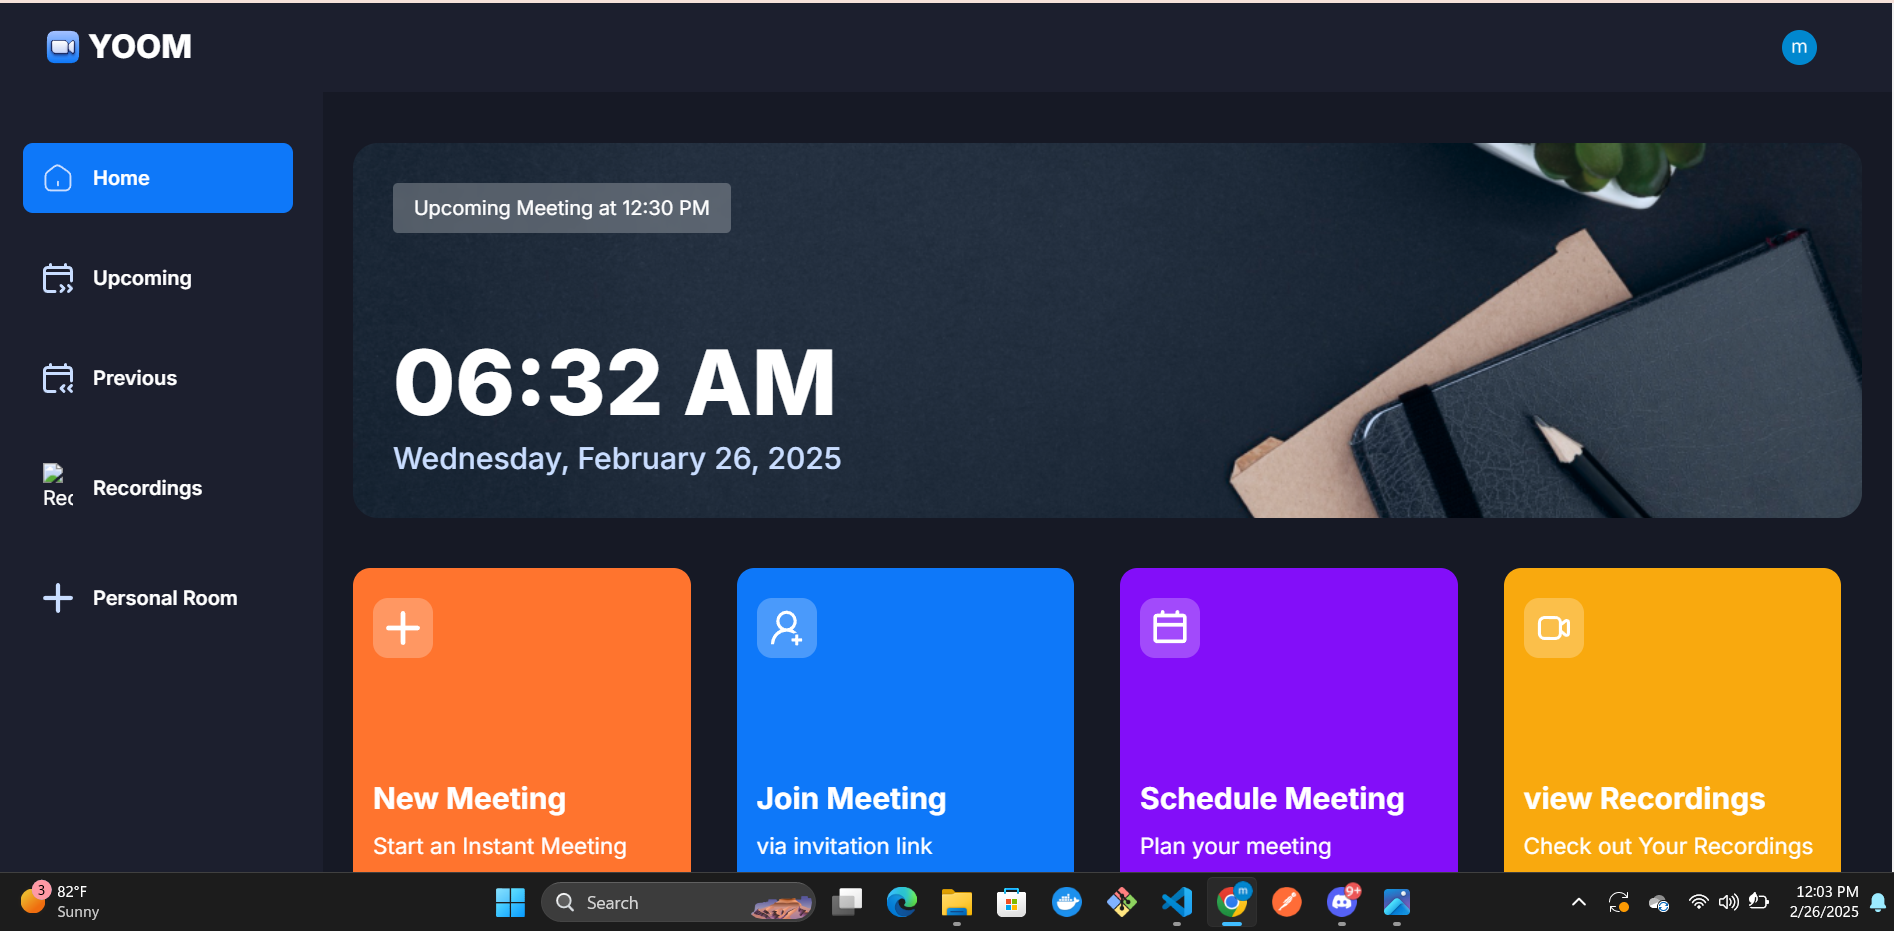 YOOM
m
Home
Upcoming
Previous
Rec
Recordings
Personal Room
Upcoming Meeting at 12:30 PM
06:32 AM
Wednesday, February 26, 2025
New Meeting
Start an Instant Meeting
Join Meeting
via invitation link
Schedule Meeting
Plan your meeting
view Recordings
Check out Your Recordings
3
82°F
Sunny
Search
m
9+
12:03 PM
2/26/2025